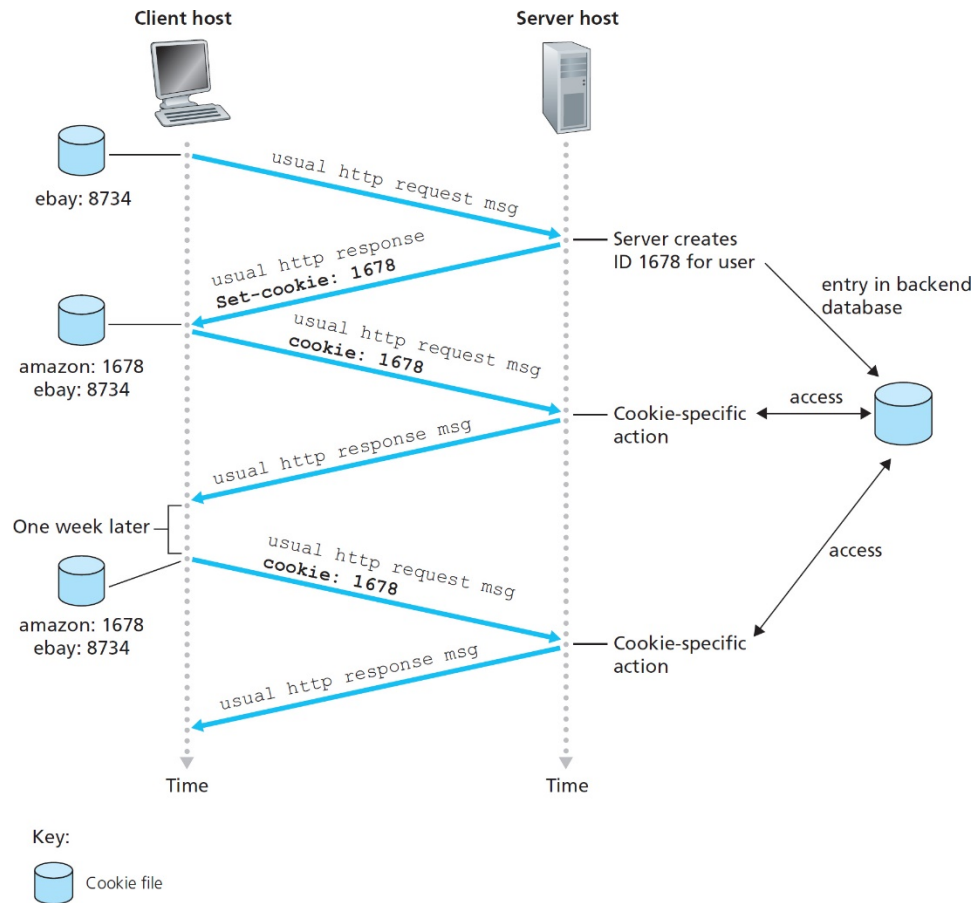 Client host
Server host
ebay: 8734
usual http request msg
Server creates
ID 1678 for user
entry in backend
database
usual http response
Set-cookie: 1678
amazon: 1678
ebay: 8734
usual http request msg
cookie: 1678
Cookie-specific
action
access
usual http response msg
One week later
access
usual http request msg
cookie: 1678
amazon: 1678
ebay: 8734
Cookie-specific
action
usual http response msg
Time
Time
Key:
Cookie file